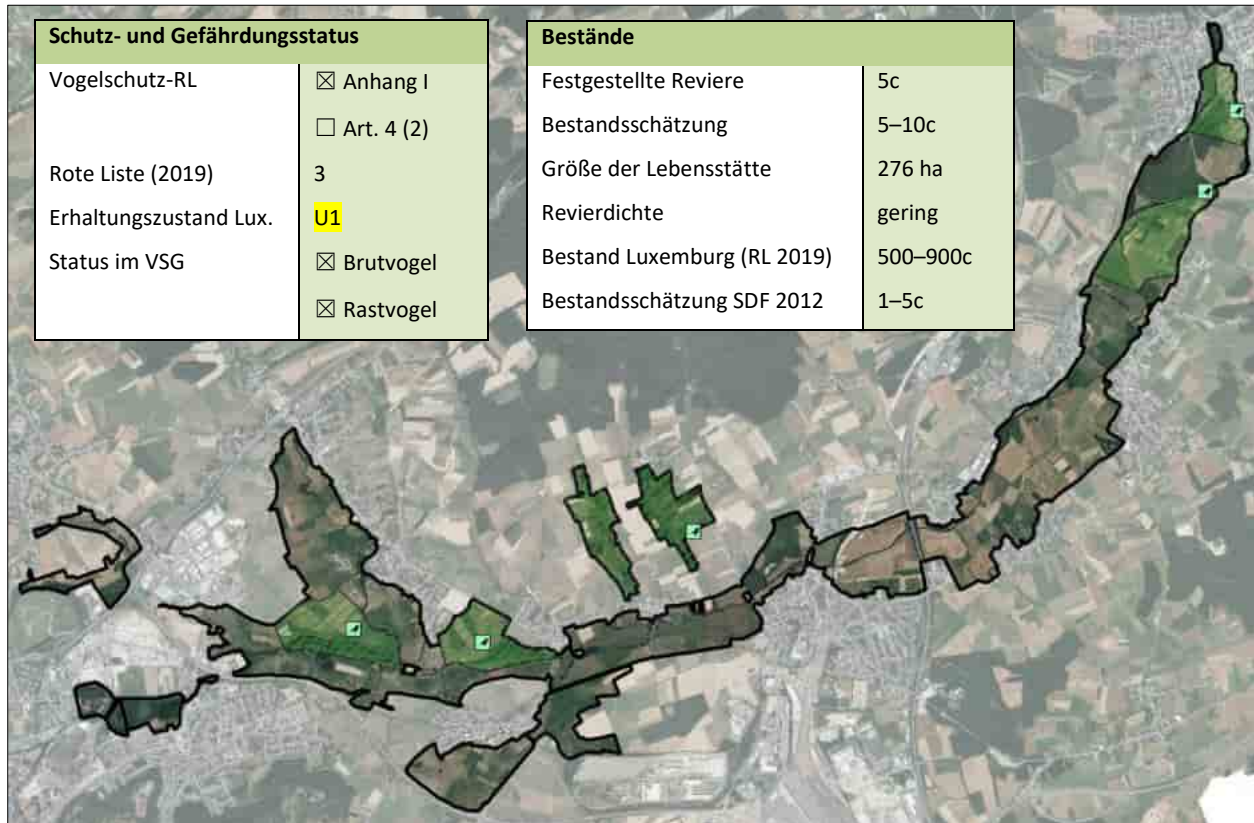 Schutz- und Gefährdungsstatus
Vogelschutz-RL ☒ Anhang I
☐ Art. 4 (2)
Rote Liste (2019) 3
Erhaltungszustand Lux. U1
Status im VSG ☒ Brutvogel
☒ Rastvogel
Bestände
Festgestellte Reviere 5c
Bestandsschätzung 5–10c
Größe der Lebensstätte 276 ha
Revierdichte gering
Bestand Luxemburg (RL 2019) 500–900c
Bestandsschätzung SDF 2012 1–5c